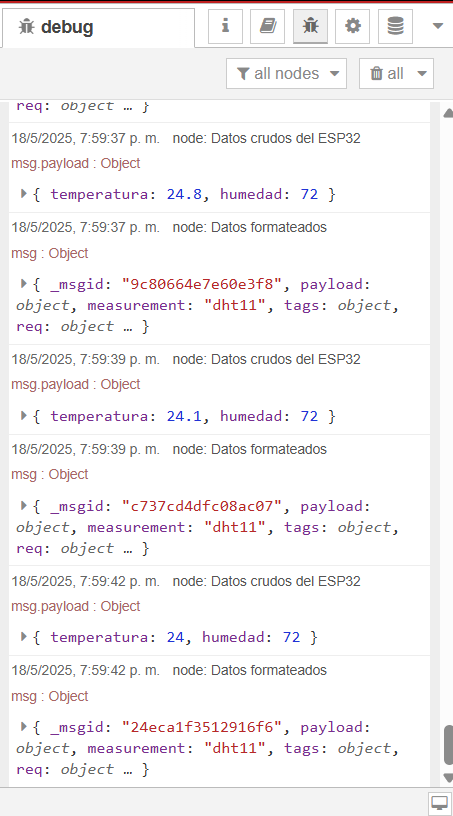 debug
all nodes
all
req: object … }
18/5/2025, 7:59:37 p. m. node: Datos crudos del ESP32
msg.payload : Object
{ temperatura: 24.8, humedad: 72 }
18/5/2025, 7:59:37 p. m. node: Datos formateados
msg : Object
{ _msgid: "9c80664e7e60e3f8", payload:
object, measurement: "dht11", tags: object,
req: object … }
18/5/2025, 7:59:39 p. m. node: Datos crudos del ESP32
msg.payload : Object
{ temperatura: 24.1, humedad: 72 }
18/5/2025, 7:59:39 p. m. node: Datos formateados
msg : Object
{ _msgid: "c737cd4dfc08ac07", payload:
object, measurement: "dht11", tags: object,
req: object … }
18/5/2025, 7:59:42 p. m. node: Datos crudos del ESP32
msg.payload : Object
{ temperatura: 24, humedad: 72 }
18/5/2025, 7:59:42 p. m. node: Datos formateados
msg : Object
{ _msgid: "24eca1f3512916f6", payload:
object, measurement: "dht11", tags: object,
req: object … }